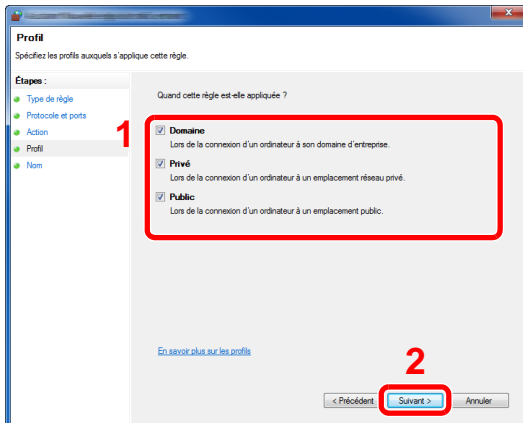 Profil
Spécifiez les profils auxquels s'applique cette règle.
Étapes :
Type de règle
Protocole et ports
Action
Profil
Nom
Quand cette règle est-elle appliquée ?
1
Domaine
Lors de la connexion d'un ordinateur à son domaine d'entreprise.
Privé
Lors de la connexion d'un ordinateur à un emplacement réseau privé.
Public
Lors de la connexion d'un ordinateur à un emplacement public.
En savoir plus sur les profils
2
< Précédent
Suivant >
Annuler